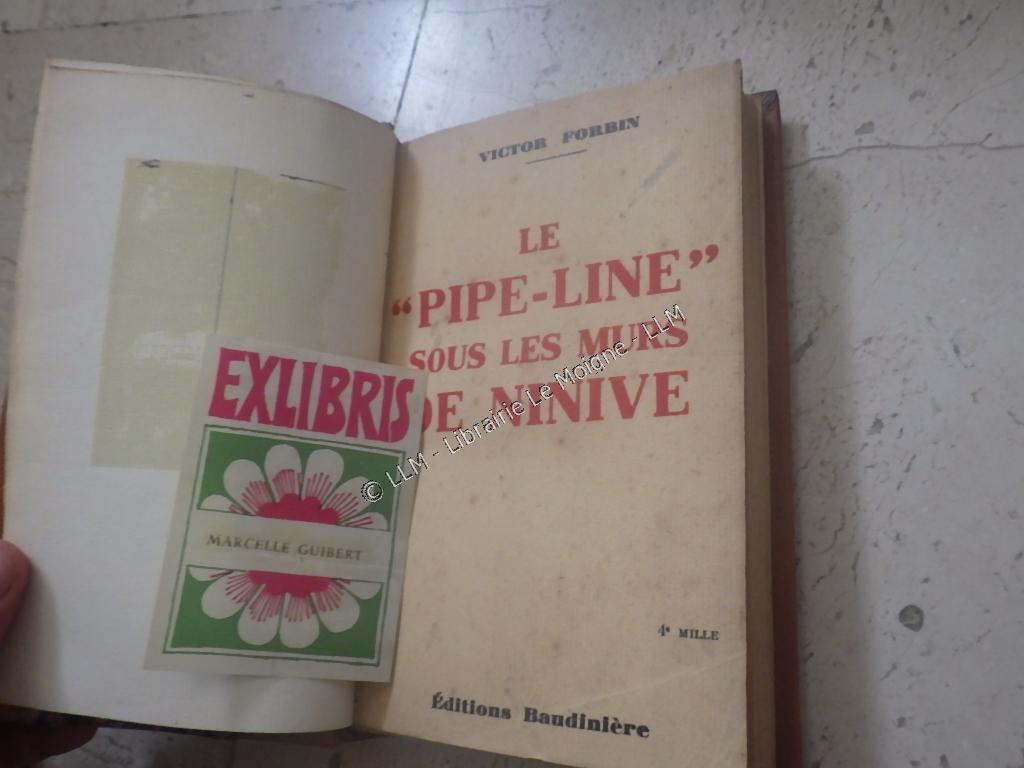 EXLIBRIS
MARCELLE GUIBERT
VICTOR FORBIN
LE
“PIPE-LINE”
SOUS LES MURS
DE NINIVE
4e MILLE
Éditions Baudinière
© LLM - Librairie Le Moigne - LLM